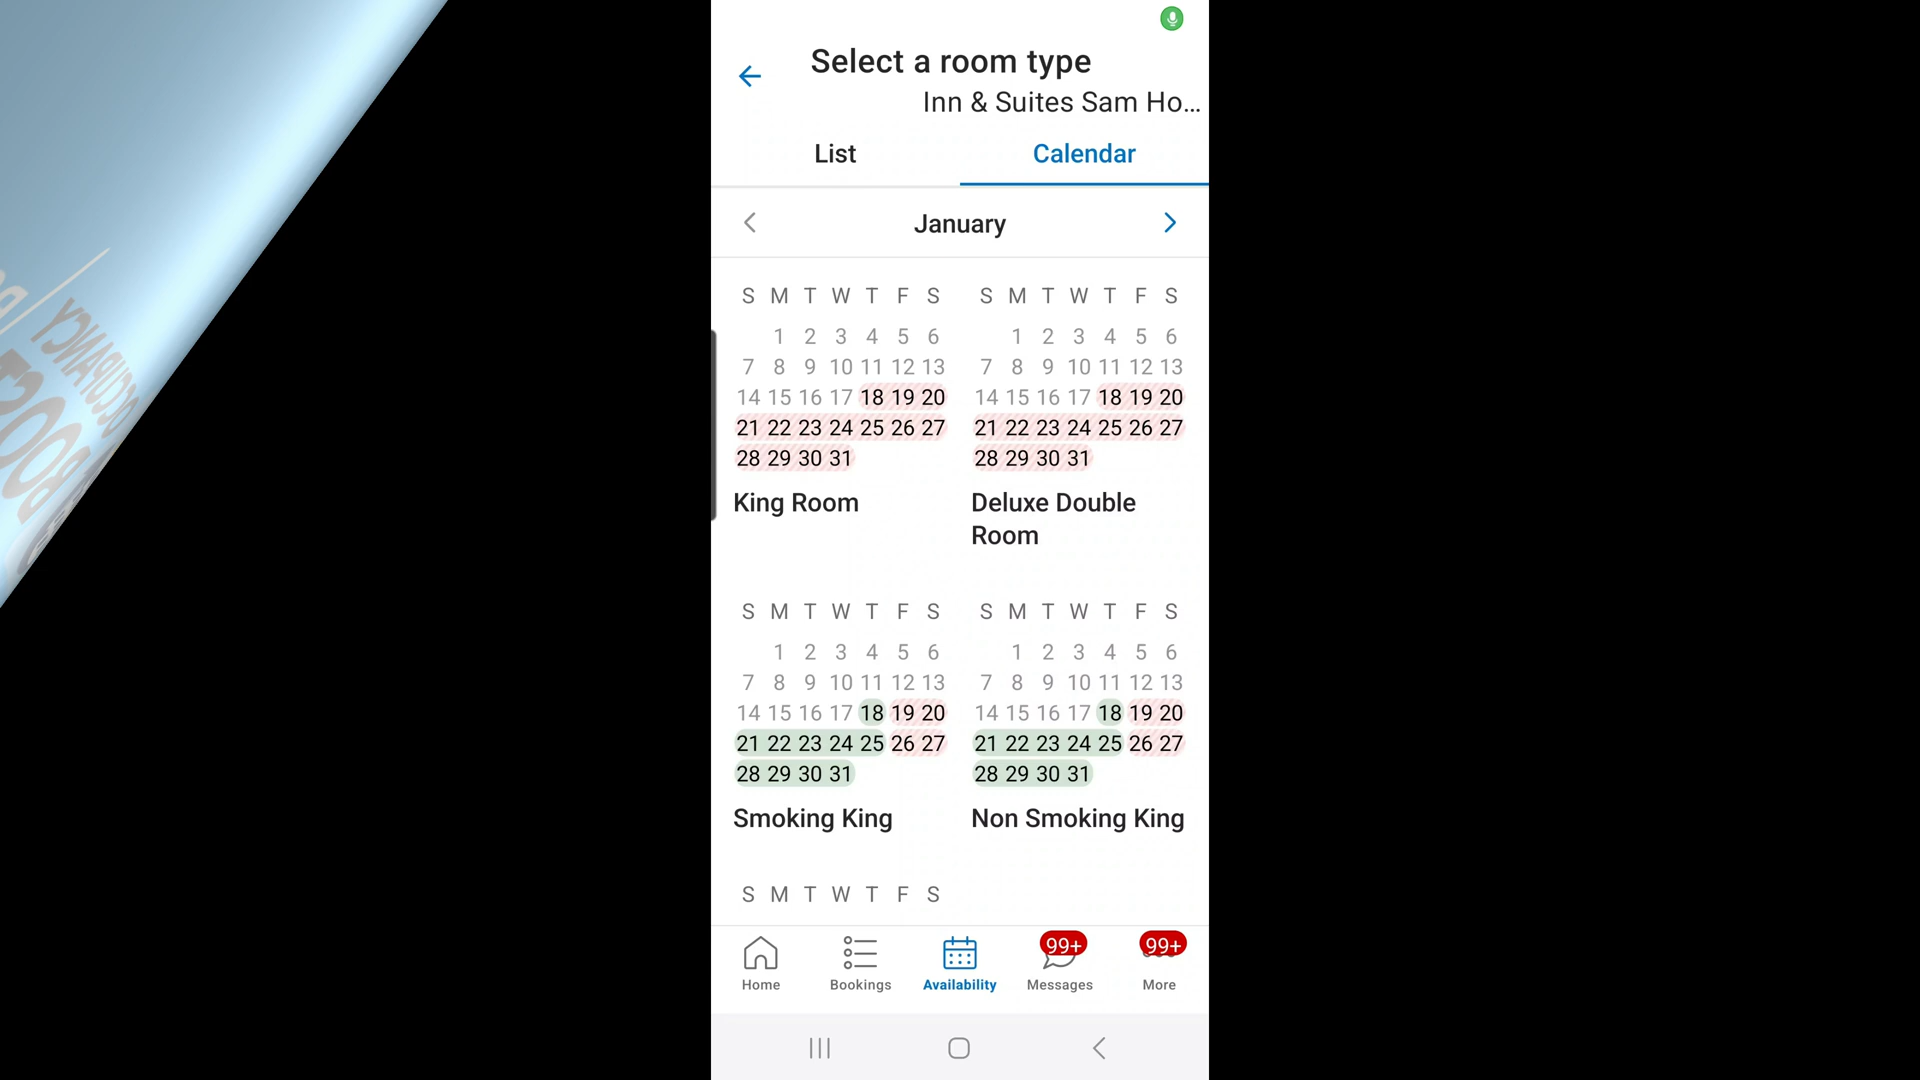 Select a room type
Inn & Suites Sam Ho...
List
Calendar
January
S M T W T F S
1 2 3 4 5 6
7 8 9 10 11 12 13
14 15 16 17 18 19 20
21 22 23 24 25 26 27
28 29 30 31
King Room
S M T W T F S
1 2 3 4 5 6
7 8 9 10 11 12 13
14 15 16 17 18 19 20
21 22 23 24 25 26 27
28 29 30 31
Deluxe Double
Room
S M T W T F S
1 2 3 4 5 6
7 8 9 10 11 12 13
14 15 16 17 18 19 20
21 22 23 24 25 26 27
28 29 30 31
Smoking King
S M T W T F S
1 2 3 4 5 6
7 8 9 10 11 12 13
14 15 16 17 18 19 20
21 22 23 24 25 26 27
28 29 30 31
Non Smoking King
S M T W T F S
99+
99+
Home
Bookings
Availability
Messages
More
OCCUPANCY
BOOST